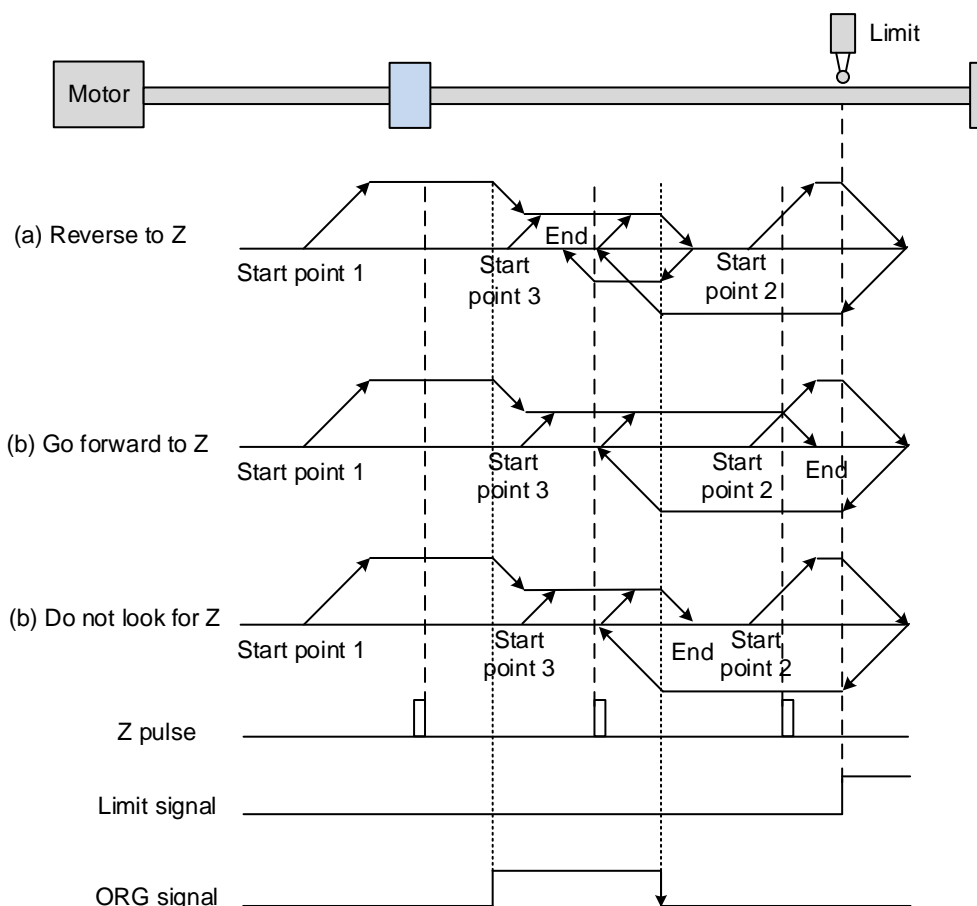 Limit
Motor
(a) Reverse to Z
Start point 1
End
Start
point 3
Start
point 2
(b) Go forward to Z
Start point 1
Start
point 3
Start
point 2
End
(b) Do not look for Z
Start point 1
Start
point 3
End
Start
point 2
Z pulse
Limit signal
ORG signal